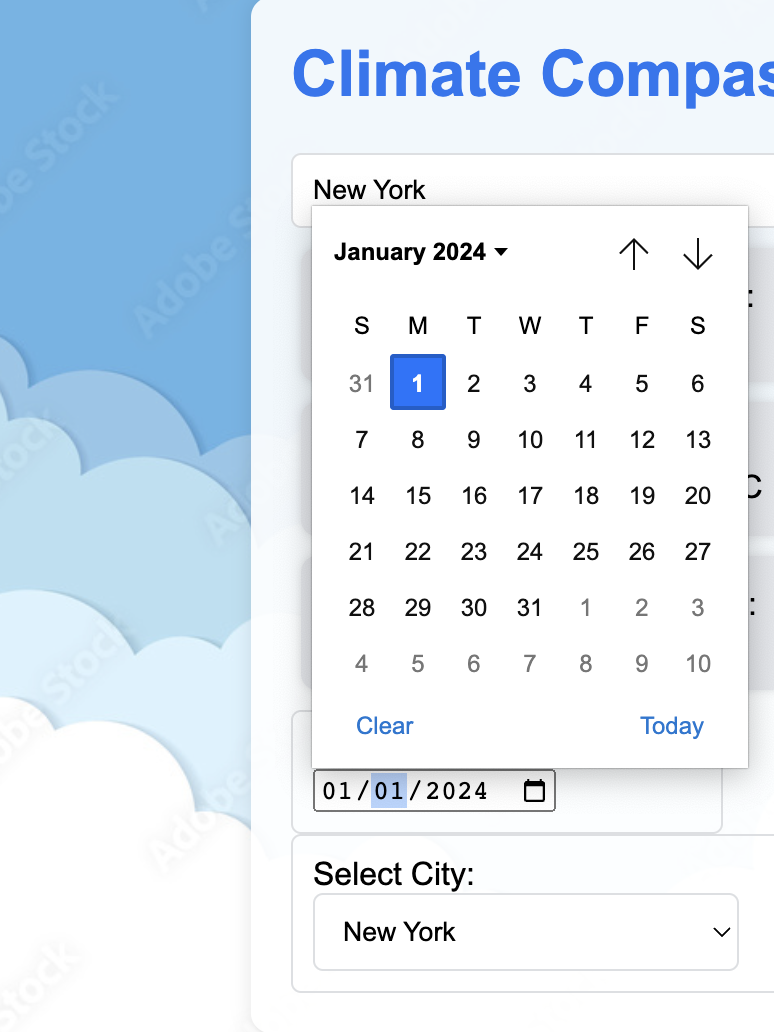 Climate Compas
New York
January 2024
S M T W T F S
31 1 2 3 4 5 6
7 8 9 10 11 12 13
14 15 16 17 18 19 20
21 22 23 24 25 26 27
28 29 30 31 1 2 3
4 5 6 7 8 9 10
Clear Today
:
C
:
01/01/2024
Select City:
New York
Adobe Stock